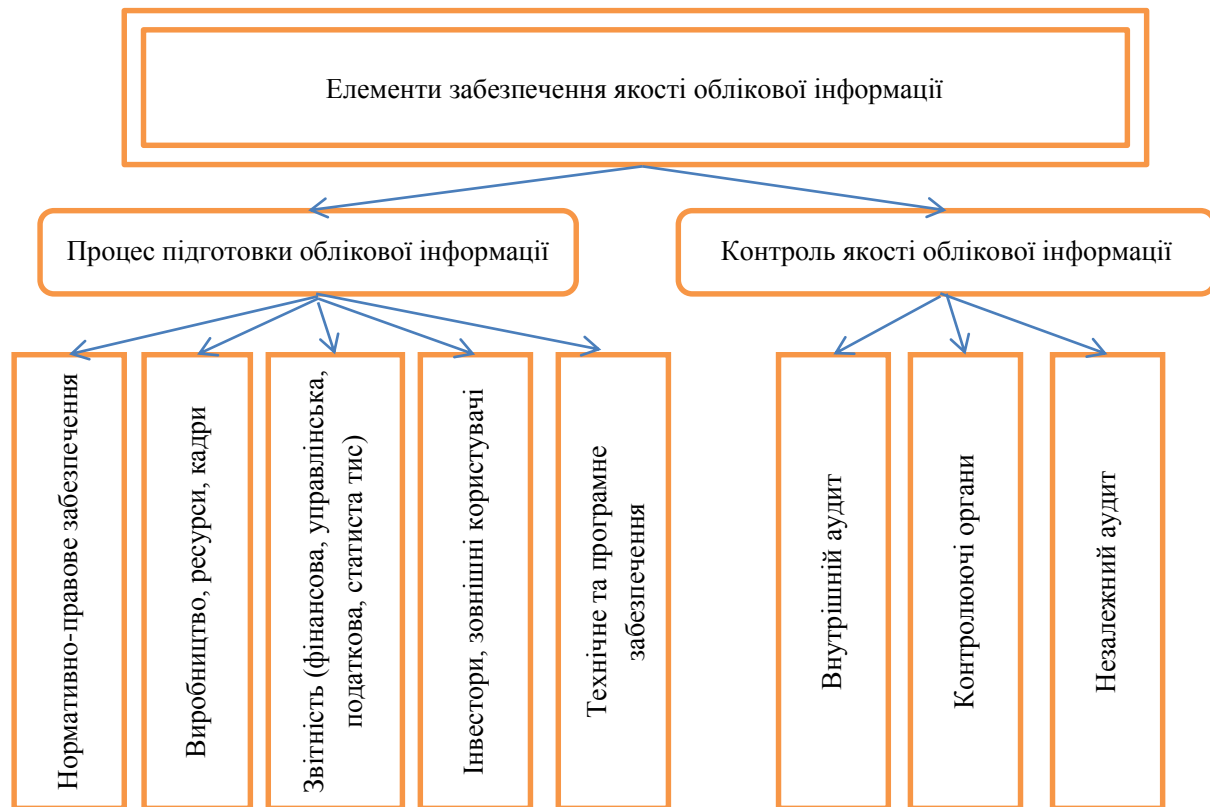 Елементи забезпечення якості облікової інформації
Процес підготовки облікової інформації
Контроль якості облікової інформації
Нормативно-правове забезпечення
Виробництво, ресурси, кадри
Звітність (фінансова, управлінська,
податкова, статиста тис)
Інвестори, зовнішні користувачі
Технічне та програмне
забезпечення
Внутрішній аудит
Контролюючі органи
Незалежний аудит